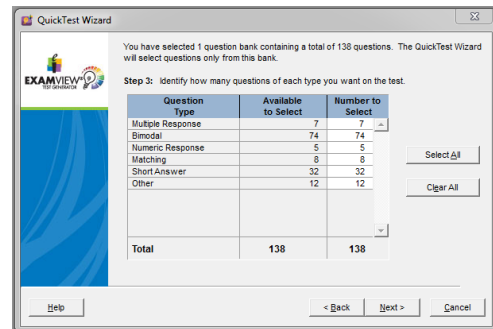 QuickTest Wizard
You have selected 1 question bank containing a total of 138 questions. The QuickTest Wizard
will select questions only from this bank.
EXAMVIEW®
TEST GENERATOR
Step 3: Identify how many questions of each type you want on the test.
Question Type Available to Select Number to Select
Multiple Response 7 7
Bimodal 74 74
Numeric Response 5 5
Matching 8 8
Short Answer 32 32
Other 12 12
Total 138 138
Select All
Clear All
Help
< Back
Next >
Cancel